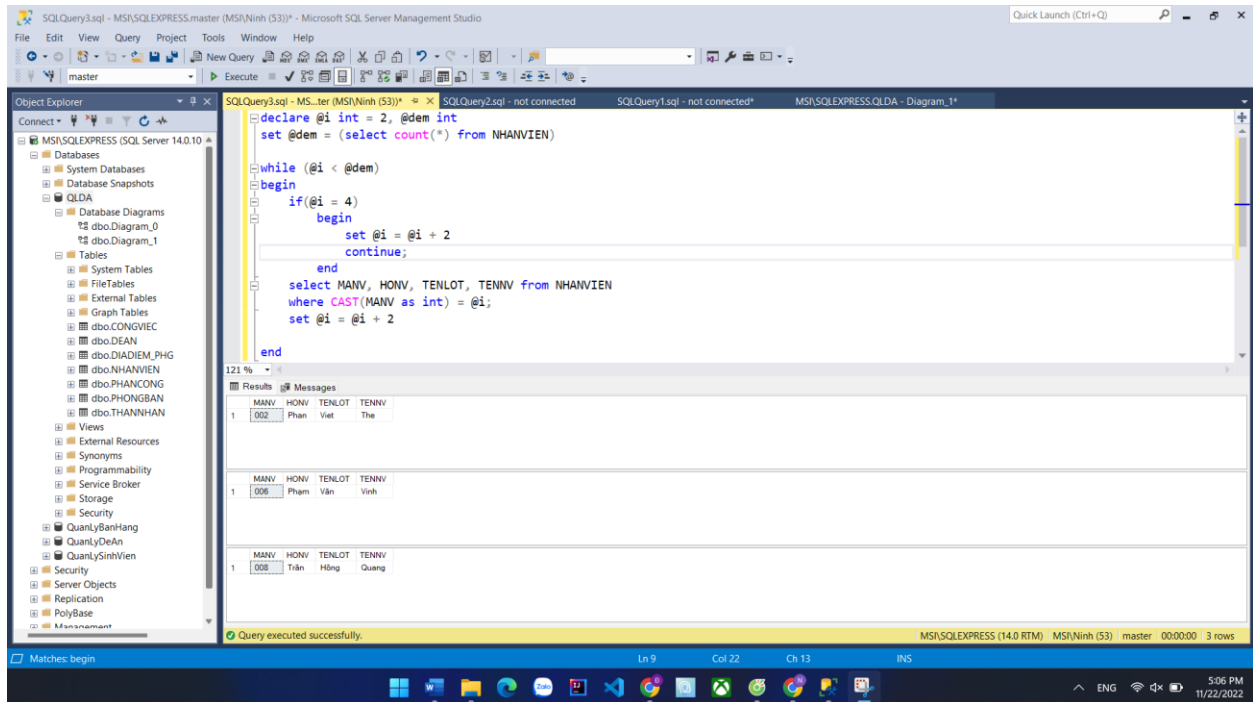 SQLQuery3.sql - MSI\SQLEXPRESS.master (MSI\Ninh (53))* - Microsoft SQL Server Management Studio
Quick Launch (Ctrl+Q)
File Edit View Query Project Tools Window Help
New Query
master
Execute
Object Explorer
SQLQuery3.sql - MS...ter (MSI\Ninh (53))*
SQLQuery2.sql - not connected
SQLQuery1.sql - not connected*
MSI\SQLEXPRESS.QLDA - Diagram_1*
Connect
MSI\SQLEXPRESS (SQL Server 14.0.10
Databases
System Databases
Database Snapshots
QLDA
Database Diagrams
dbo.Diagram_0
dbo.Diagram_1
Tables
System Tables
FileTables
External Tables
Graph Tables
dbo.CONGVIEC
dbo.DEAN
dbo.DIADIEM_PHG
dbo.NHANVIEN
dbo.PHANCONG
dbo.PHONGBAN
dbo.THANNHAN
Views
External Resources
Synonyms
Programmability
Service Broker
Storage
Security
QuanLyBanHang
QuanLyDeAn
QuanLySinhVien
Security
Server Objects
Replication
PolyBase
Management
declare @i int = 2, @dem int
set @dem = (select count(*) from NHANVIEN)
while (@i < @dem)
begin
if(@i = 4)
begin
set @i = @i + 2
continue;
end
select MANV, HONV, TENLOT, TENNV from NHANVIEN
where CAST(MANV as int) = @i;
set @i = @i + 2
end
121 %
Results Messages
MANV HONV TENLOT TENNV
1 002 Phan Viet The
MANV HONV TENLOT TENNV
1 006 Phạm Văn Vinh
MANV HONV TENLOT TENNV
1 008 Trần Hồng Quang
Query executed successfully.
MSI\SQLEXPRESS (14.0 RTM) MSI\Ninh (53) master 00:00:00 3 rows
Matches: begin
Ln 9 Col 22 Ch 13 INS
Zalo
ENG
5:06 PM
11/22/2022